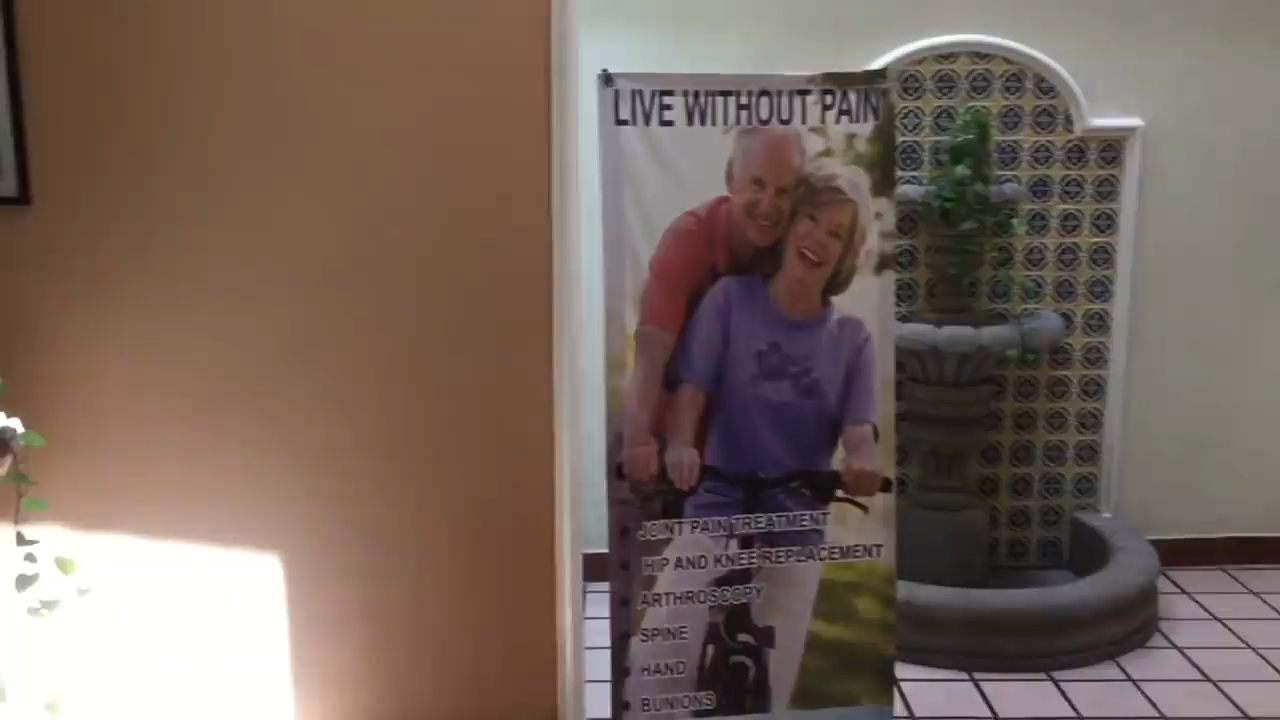 LIVE WITHOUT PAIN
JOINT PAIN TREATMENT
HIP AND KNEE REPLACEMENT
ARTHROSCOPY
SPINE
HAND
BUNIONS